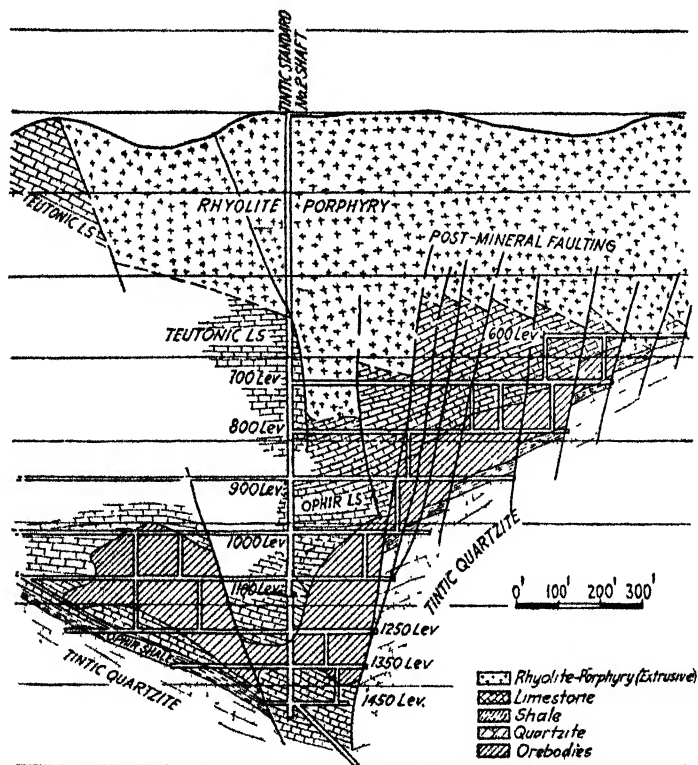 TINTIC STANDARD
No. 2. SHAFT
TEUTONIC LS
RHYOLITE PORPHYRY
POST-MINERAL FAULTING
TEUTONIC LS
600 Lev
700 Lev
800 Lev
900 Lev
OPHIR LS
1000 Lev
1100 Lev
TINTIC QUARTZITE
0' 100' 200' 300'
1250 Lev
OPHIR SHALE
1350 Lev
TINTIC QUARTZITE
1450 Lev.
Rhyolite-Porphyry (Extrusive)
Limestone
Shale
Quartzite
Orebodies